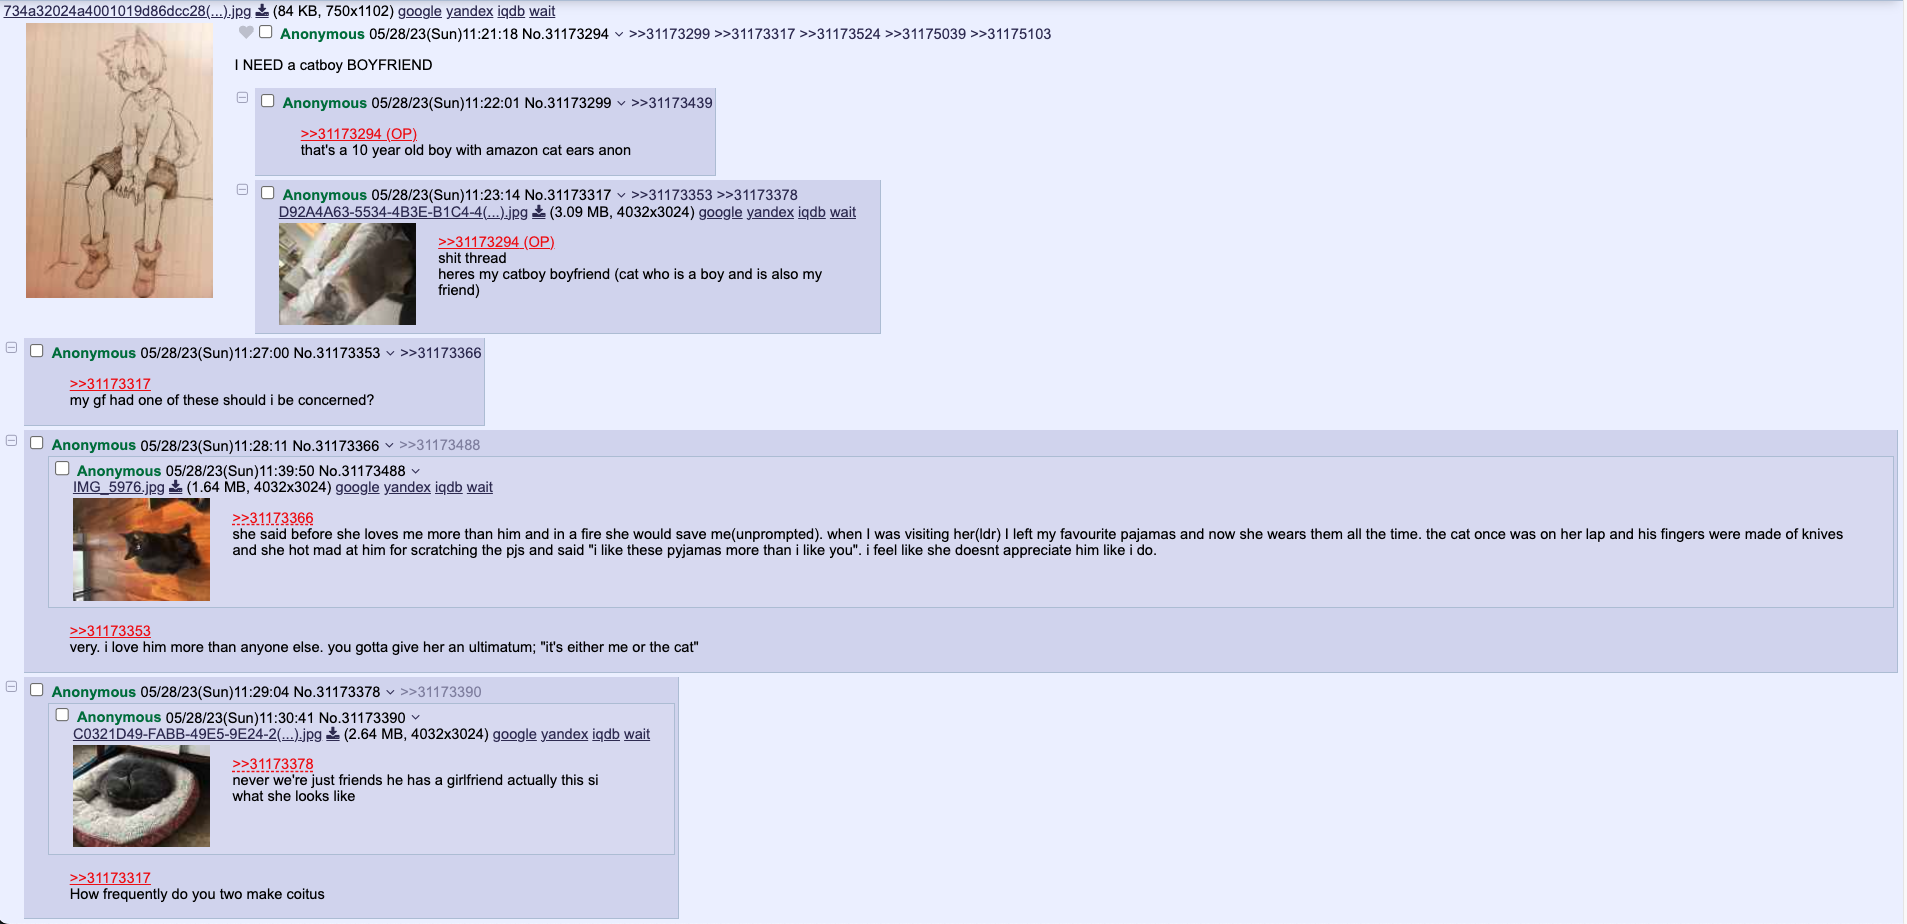 734a32024a4001019d86dcc28(...).jpg (84 KB, 750x1102) google yandex iqdb wait
Anonymous 05/28/23(Sun)11:21:18 No.31173294 >>31173299 >>31173317 >>31173524 >>31175039 >>31175103
I NEED a catboy BOYFRIEND
Anonymous 05/28/23(Sun)11:22:01 No.31173299 >>31173439
>>31173294 (OP)
that's a 10 year old boy with amazon cat ears anon
Anonymous 05/28/23(Sun)11:23:14 No.31173317 >>31173353 >>31173378
D92A4A63-5534-4B3E-B1C4-4(...).jpg (3.09 MB, 4032x3024) google yandex iqdb wait
>>31173294 (OP)
shit thread
heres my catboy boyfriend (cat who is a boy and is also my
friend)
Anonymous 05/28/23(Sun)11:27:00 No.31173353 >>31173366
>>31173317
my gf had one of these should i be concerned?
Anonymous 05/28/23(Sun)11:28:11 No.31173366 >>31173488
Anonymous 05/28/23(Sun)11:39:50 No.31173488
IMG_5976.jpg (1.64 MB, 4032x3024) google yandex iqdb wait
>>31173366
she said before she loves me more than him and in a fire she would save me(unprompted). when I was visiting her(ldr) I left my favourite pajamas and now she wears them all the time. the cat once was on her lap and his fingers were made of knives
and she hot mad at him for scratching the pjs and said "i like these pyjamas more than i like you". i feel like she doesnt appreciate him like i do.
>>31173353
very. i love him more than anyone else. you gotta give her an ultimatum; "it's either me or the cat"
Anonymous 05/28/23(Sun)11:29:04 No.31173378 >>31173390
Anonymous 05/28/23(Sun)11:30:41 No.31173390
C0321D49-FABB-49E5-9E24-2(...).jpg (2.64 MB, 4032x3024) google yandex iqdb wait
>>31173378
never we're just friends he has a girlfriend actually this si
what she looks like
>>31173317
How frequently do you two make coitus